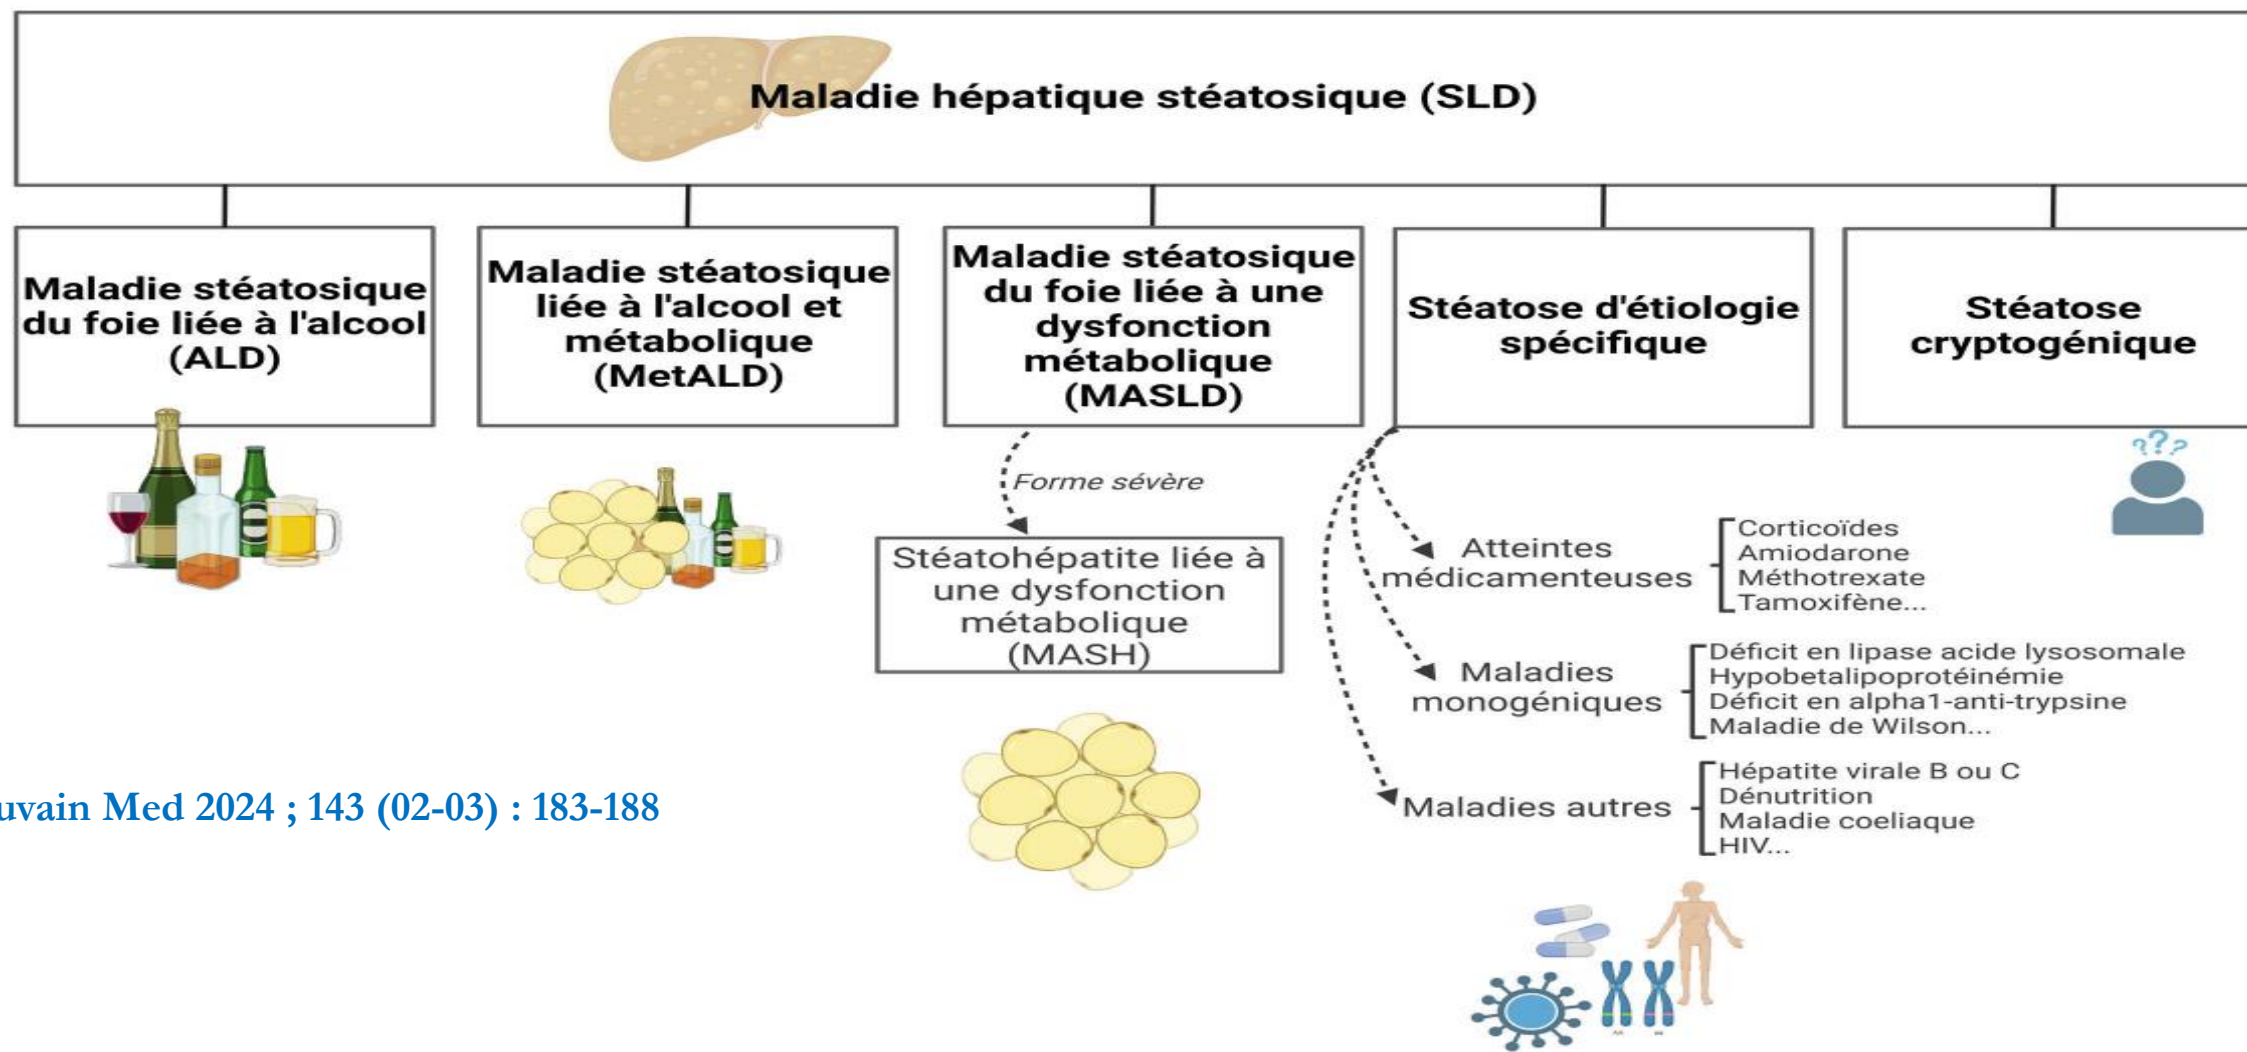 Maladie hépatique stéatosique (SLD)
Maladie stéatosique
du foie liée à l'alcool
(ALD)
Maladie stéatosique
liée à l'alcool et
métabolique
(MetALD)
Maladie stéatosique
du foie liée à une
dysfonction
métabolique
(MASLD)
Stéatose d'étiologie
spécifique
Stéatose
cryptogénique
???
Forme sévère
Stéatohépatite liée à
une dysfonction
métabolique
(MASH)
Atteintes
médicamenteuses
Corticoïdes
Amiodarone
Méthotrexate
Tamoxifène...
Maladies
monogéniques
Déficit en lipase acide lysosomale
Hypobetalipoprotéinémie
Déficit en alpha1-anti-trypsine
Maladie de Wilson...
Maladies autres
Hépatite virale B ou C
Dénutrition
Maladie coeliaque
HIV...
uvain Med 2024 ; 143 (02-03) : 183-188